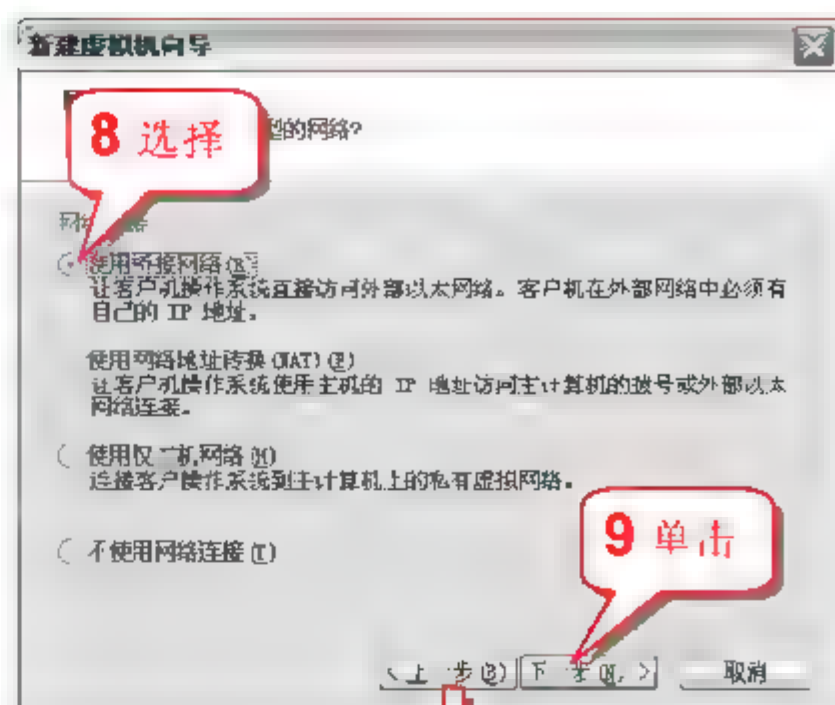 新建虚拟机向导
8 选择
型的网络?
使用桥接网络(R)
让客户机操作系统直接访问外部以太网络。客户机在外部网络中必须有
自己的 IP 地址。
使用网络地址转换(NAT)(E)
让客户机操作系统使用主机的 IP 地址访问主计算机的拨号或外部以太
网络连接。
使用仅 机网络(H)
连接客户操作系统到主计算机上的私有虚拟网络。
9 单击
不使用网络连接(T)
<上一步(B) 下一步(N) > 取消